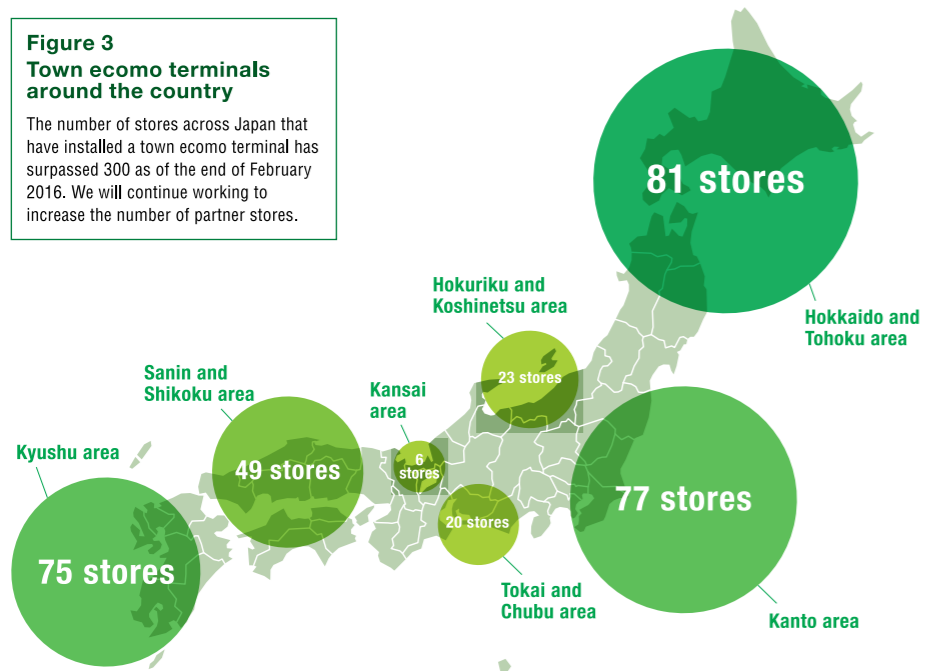 Figure 3
Town ecomo terminals
around the country
The number of stores across Japan that
have installed a town ecomo terminal has
surpassed 300 as of the end of February
2016. We will continue working to
increase the number of partner stores.
81 stores
Hokkaido and
Tohoku area
Hokuriku and
Koshinetsu area
23 stores
Sanin and
Shikoku area
49 stores
Kansai
area
6
stores
Kyushu area
75 stores
20 stores
Tokai and
Chubu area
77 stores
Kanto area